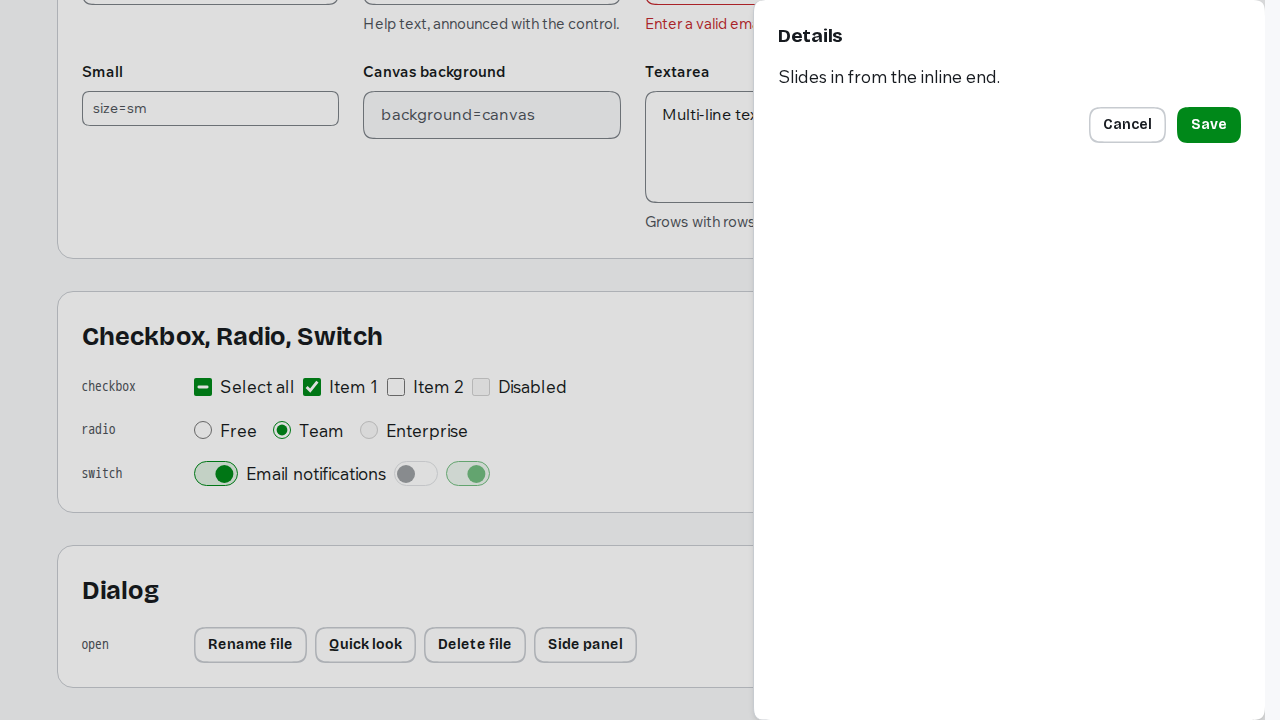 Help text, announced with the control.
Enter a valid
Small
Canvas background
Textarea
size=sm
background=canvas
Multi-line
Grows with rows
Checkbox, Radio, Switch
checkbox
Select all
Item 1
Item 2
Disabled
radio
Free
Team
Enterprise
switch
Email notifications
Dialog
open
Rename file
Quick look
Delete file
Side panel
Details
Slides in from the inline end.
Cancel
Save